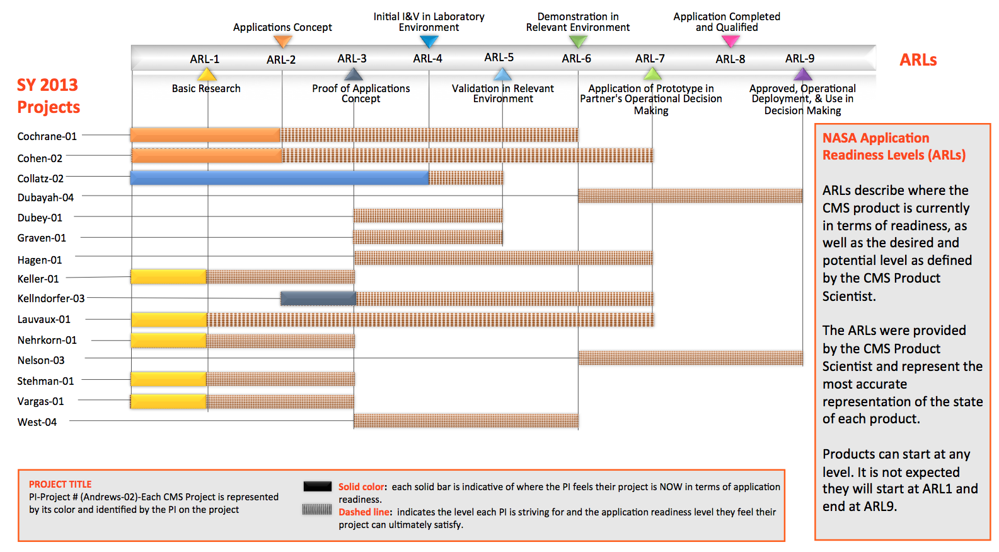 Applications Concept
Initial I&V in Laboratory
Environment
Demonstration in
Relevant Environment
Application Completed
and Qualified
ARL-1
ARL-2
ARL-3
ARL-4
ARL-5
ARL-6
ARL-7
ARL-8
ARL-9
ARLs
Basic Research
Proof of Applications
Concept
Validation in Relevant
Environment
Application of Prototype in
Partner's Operational Decision
Making
Approved, Operational
Deployment, & Use in
Decision Making
SY 2013
Projects
Cochrane-01
Cohen-02
Collatz-02
Dubayah-04
Dubey-01
Graven-01
Hagen-01
Keller-01
Kellndorfer-03
Lauvaux-01
Nehrkorn-01
Nelson-03
Stehman-01
Vargas-01
West-04
NASA Application
Readiness Levels (ARLs)
ARLs describe where the
CMS product is currently
in terms of readiness, as
well as the desired and
potential level as defined
by the CMS Product
Scientist.
The ARLs were provided
by the CMS Product
Scientist and represent the
most accurate
representation of the state
of each product.
Products can start at any
level. It is not expected
they will start at ARL1 and
end at ARL9.
PROJECT TITLE
PI-Project # (Andrews-02)-Each CMS Project is represented
by its color and identified by the PI on the project
Solid color: each solid bar is indicative of where the PI feels their project is NOW in terms of application
readiness.
Dashed line: indicates the level each PI is striving for and the application readiness level they feel their
project can ultimately satisfy.